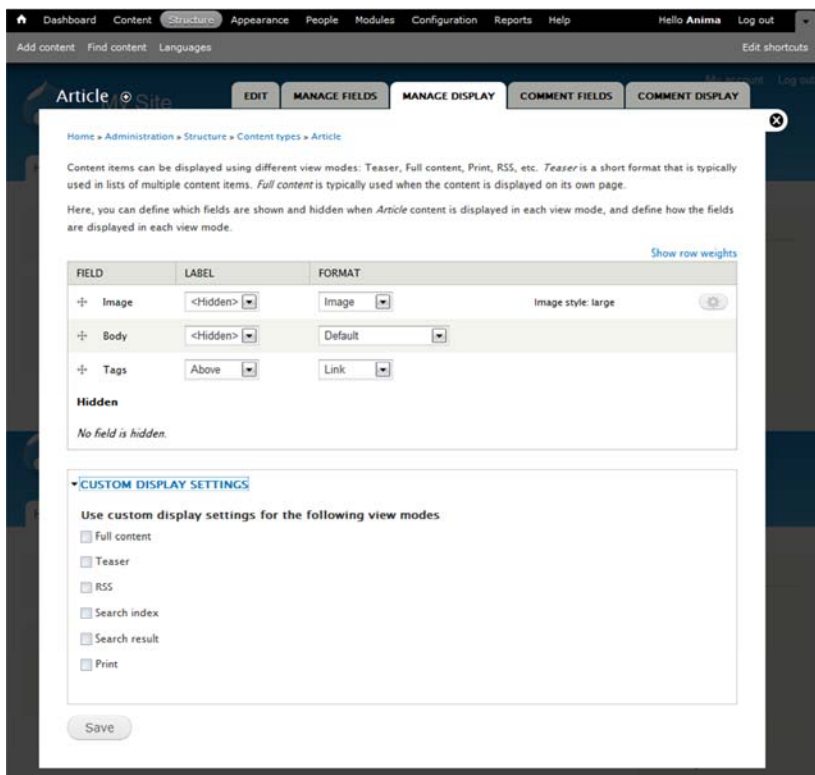 Dashboard Content Structure Appearance People Modules Configuration Reports Help Hello Anima Log out
Add content Find content Languages Edit shortcuts
My account Log out
Article My Site EDIT MANAGE FIELDS MANAGE DISPLAY COMMENT FIELDS COMMENT DISPLAY
Home » Administration » Structure » Content types » Article
Content items can be displayed using different view modes: Teaser, Full content, Print, RSS, etc. Teaser is a short format that is typically
used in lists of multiple content items. Full content is typically used when the content is displayed on its own page.
Here, you can define which fields are shown and hidden when Article content is displayed in each view mode, and define how the fields
are displayed in each view mode.
Show row weights
FIELD LABEL FORMAT
Image <Hidden> Image Image style: large
Body <Hidden> Default
Tags Above Link
Hidden
No field is hidden.
CUSTOM DISPLAY SETTINGS
Use custom display settings for the following view modes
Full content
Teaser
RSS
Search index
Search result
Print
Save